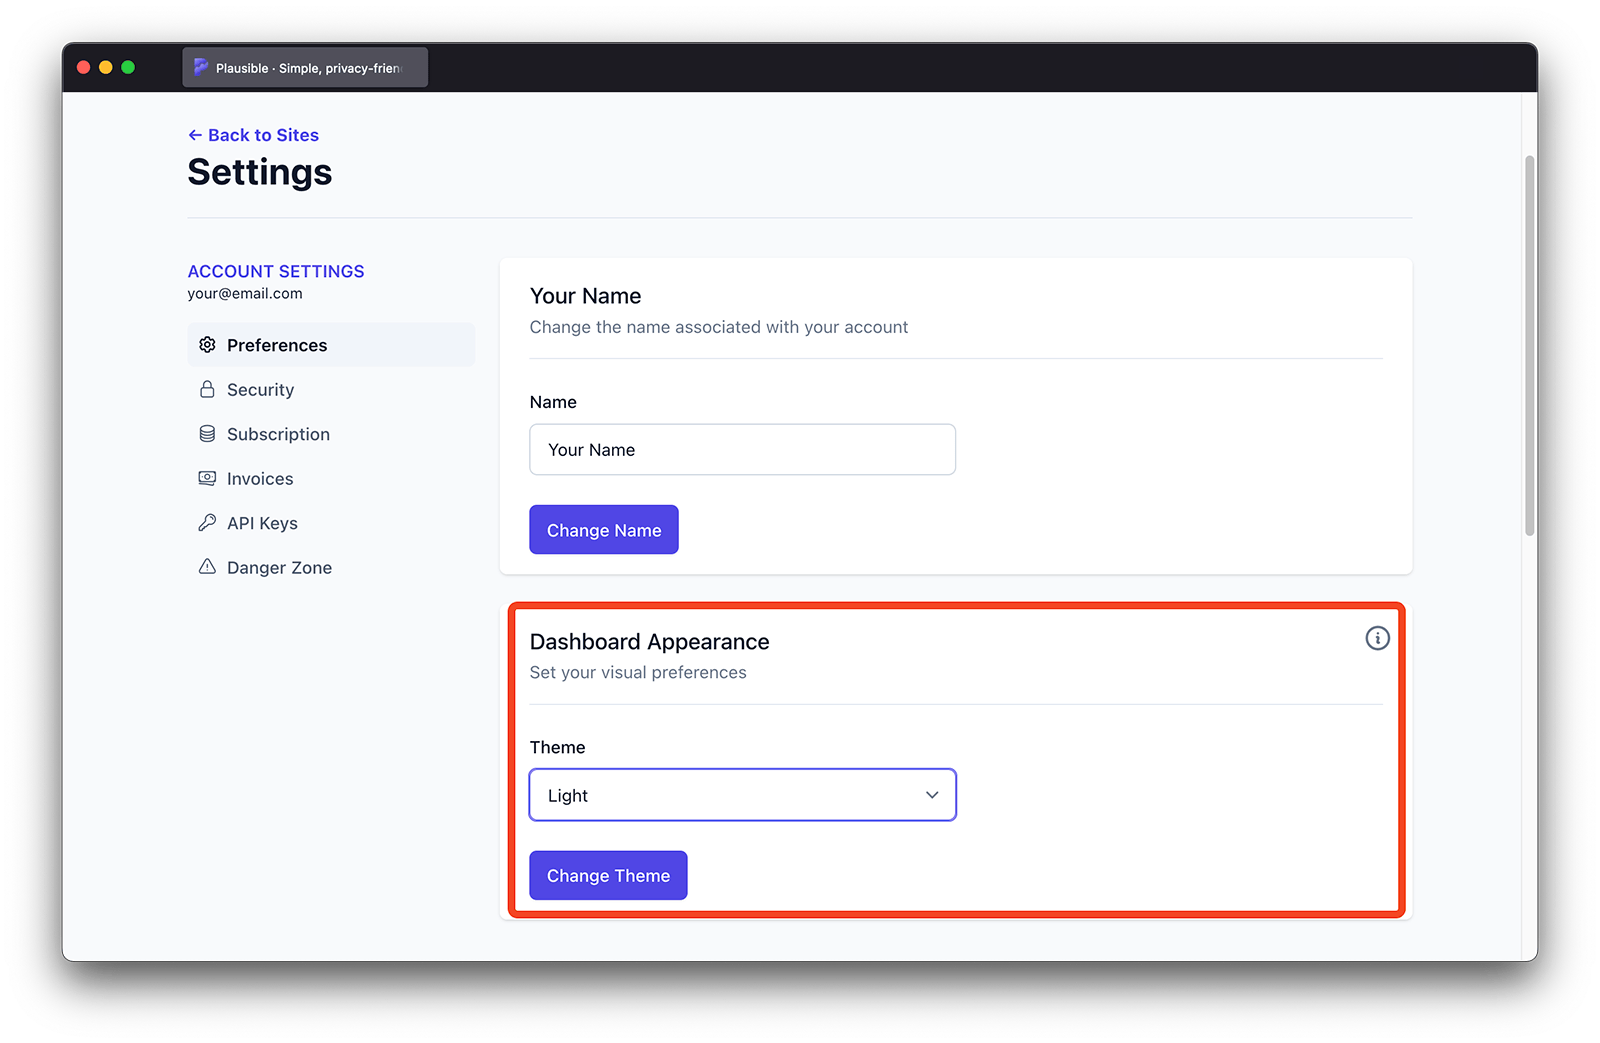 Plausible · Simple, privacy-frien
← Back to Sites
Settings
ACCOUNT SETTINGS
your@email.com
Preferences
Security
Subscription
Invoices
API Keys
Danger Zone
Your Name
Change the name associated with your account
Name
Your Name
Change Name
Dashboard Appearance
Set your visual preferences
Theme
Light
Change Theme